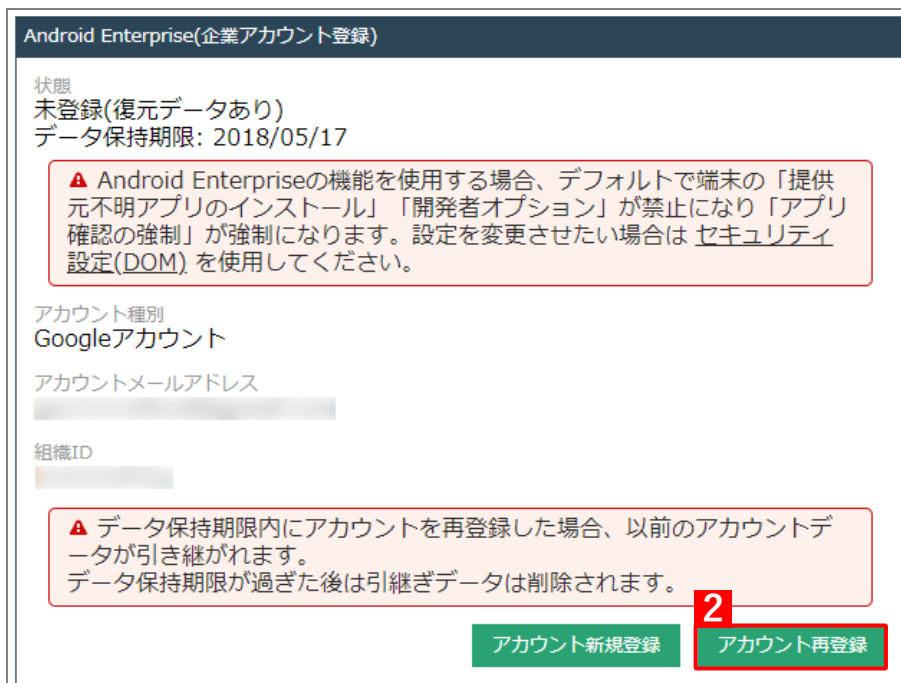 Android Enterprise(企業アカウント登録)
状態
未登録(復元データあり)
データ保持期限: 2018/05/17
Android Enterpriseの機能を使用する場合、デフォルトで端末の「提供
元不明アプリのインストール」「開発者オプション」が禁止になり「アプリ
確認の強制」が強制になります。設定を変更させたい場合は セキュリティ
設定(DOM) を使用してください。
アカウント種別
Googleアカウント
アカウントメールアドレス
組織ID
データ保持期限内にアカウントを再登録した場合、以前のアカウントデ
ータが引き継がれます。
データ保持期限が過ぎた後は引継ぎデータは削除されます。
2
アカウント新規登録 アカウント再登録